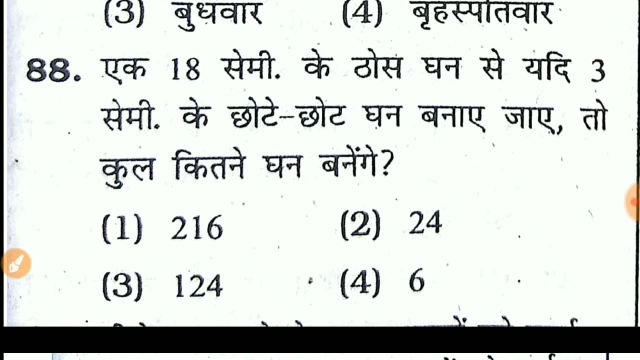 (3) बुधवार (4) बृहस्पतिवार
88. एक 18 सेमी. के ठोस घन से यदि 3
सेमी. के छोटे-छोट घन बनाए जाए, तो
कुल कितने घन बनेंगे?
(1) 216 (2) 24
(3) 124 (4) 6